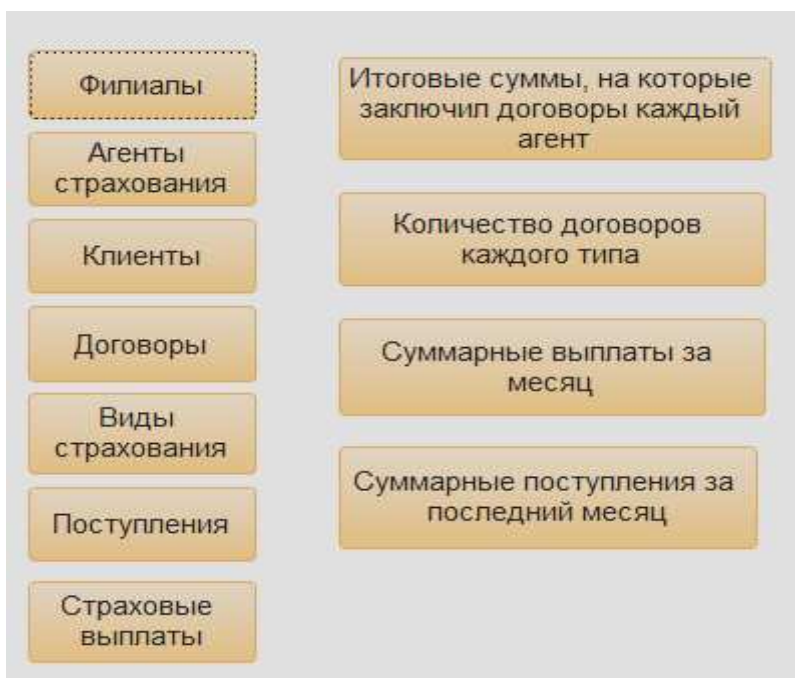 Филиалы
Агенты
страхования
Клиенты
Договоры
Виды
страхования
Поступления
Страховые
выплаты
Итоговые суммы, на которые
заключил договоры каждый
агент
Количество договоров
каждого типа
Суммарные выплаты за
месяц
Суммарные поступления за
последний месяц